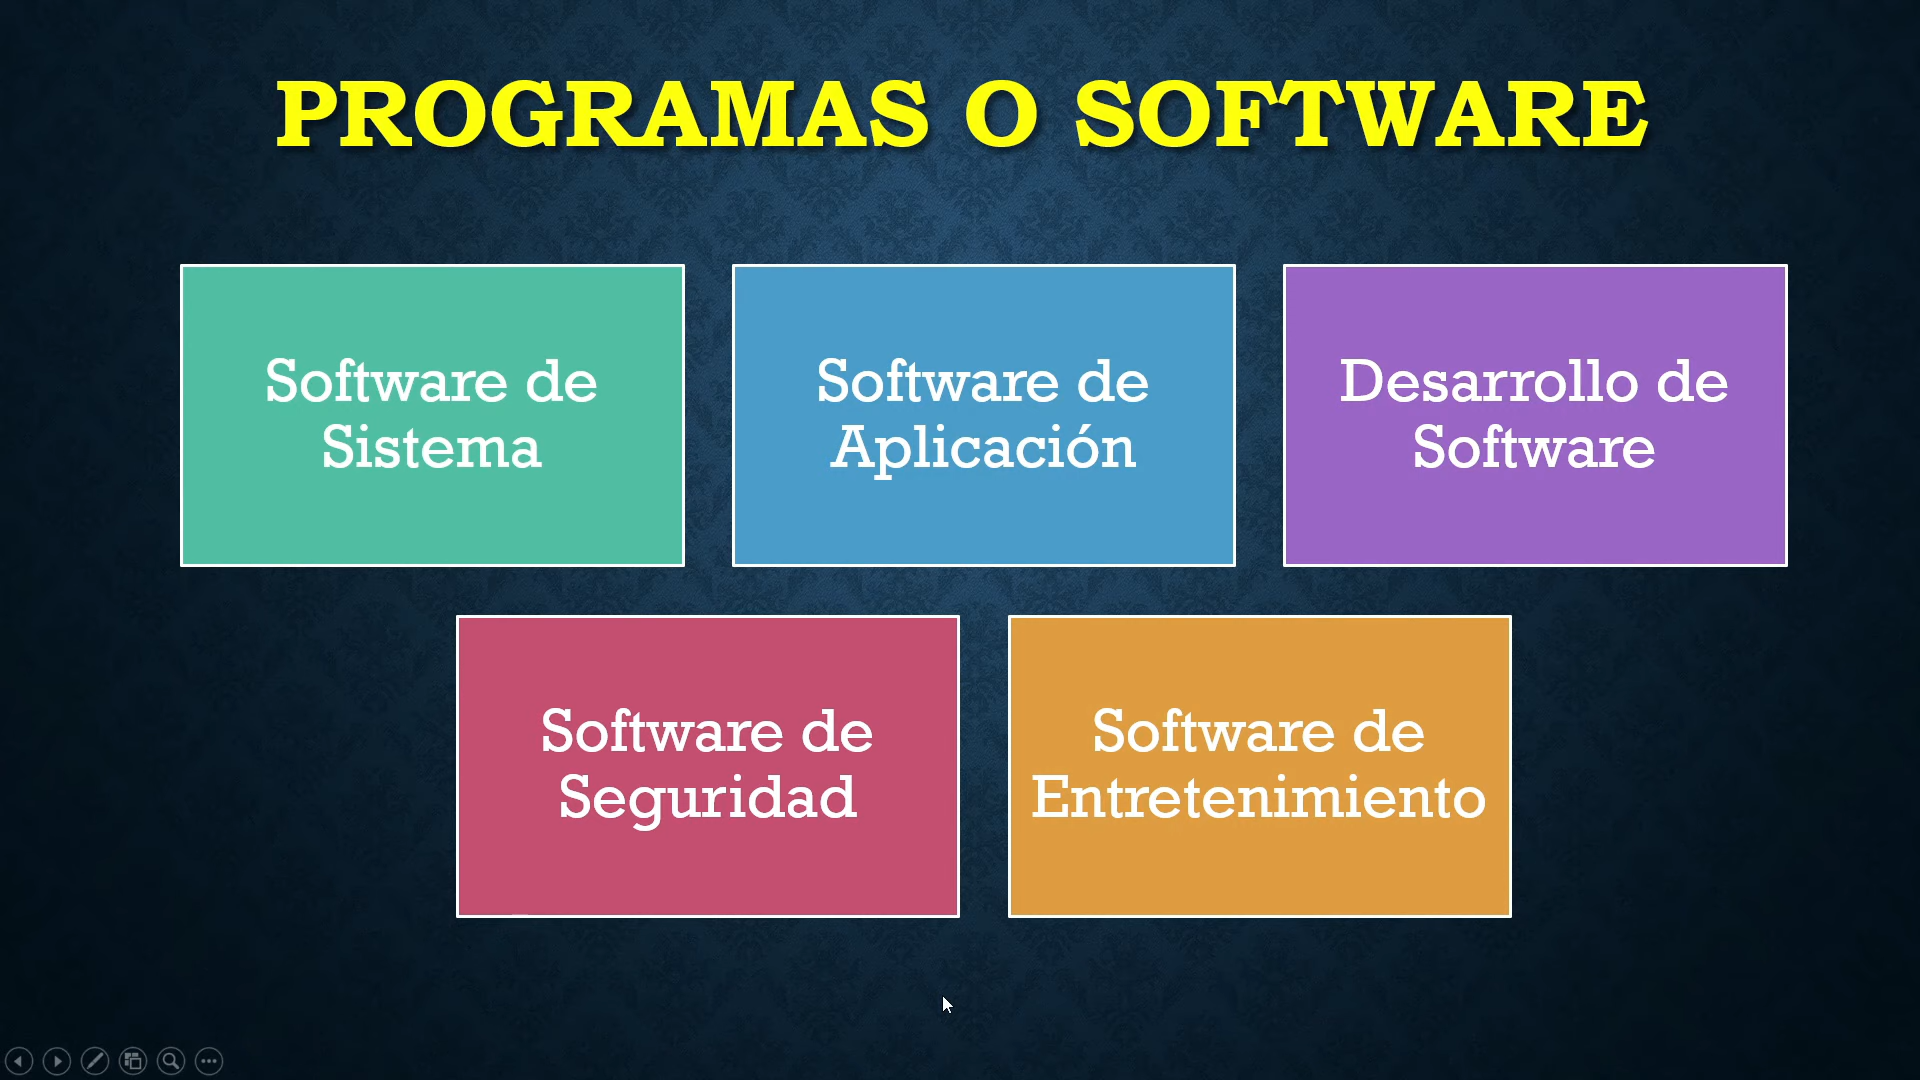 PROGRAMAS O SOFTWARE
Software de
Sistema
Software de
Aplicación
Desarrollo de
Software
Software de
Seguridad
Software de
Entretenimiento